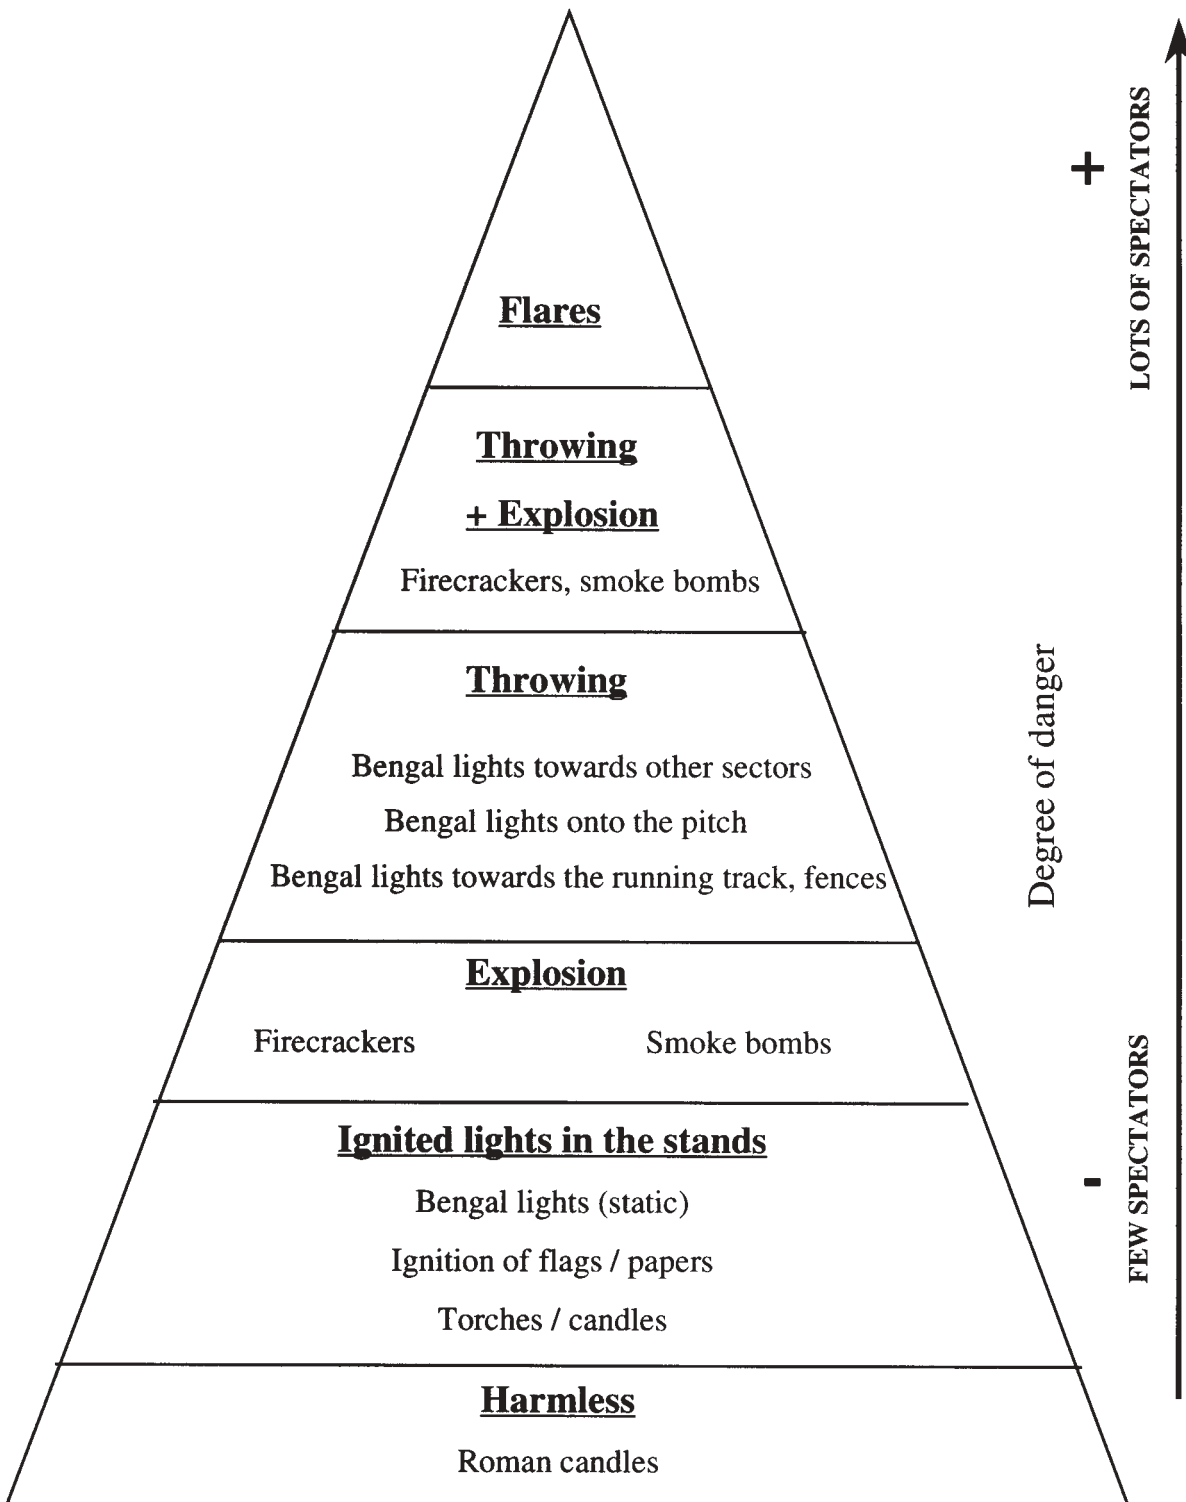 Flares
Throwing
+ Explosion
Firecrackers, smoke bombs
Throwing
Bengal lights towards other sectors
Bengal lights onto the pitch
Bengal lights towards the running track, fences
Explosion
Firecrackers Smoke bombs
Ignited lights in the stands
Bengal lights (static)
Ignition of flags / papers
Torches / candles
Harmless
Roman candles
+
LOTS OF SPECTATORS
Degree of danger
-
FEW SPECTATORS